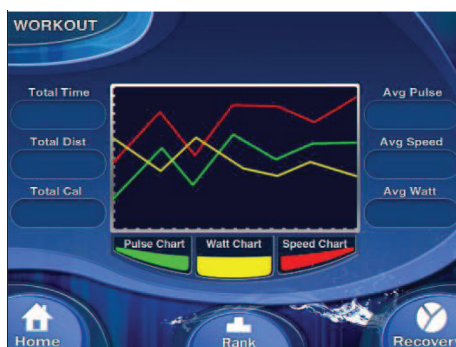 WORKOUT
Total Time
Avg Pulse
Total Dist
Avg Speed
Total Cal
Avg Watt
Pulse Chart
Watt Chart
Speed Chart
Home
Rank
Recovery